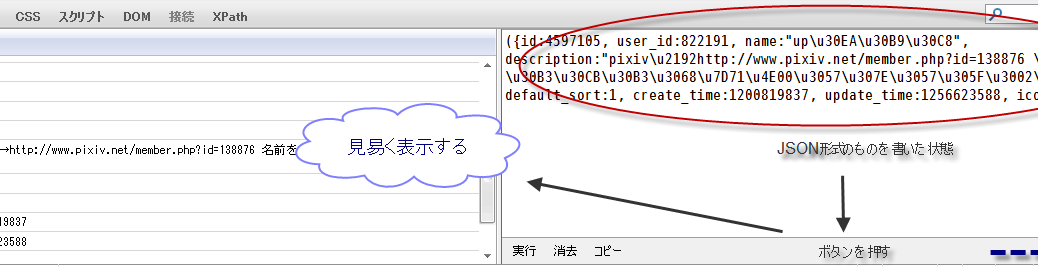 CSS スクリプト DOM 接続 XPath
→http://www.pixiv.net/member.php?id=138876 名前を
9837
23588
見易く表示する
({id:4597105, user_id:822191, name:"up\u30EA\u30B9\u30C8",
description:"pixiv\u2192http://www.pixiv.net/member.php?id=138876 \
\u30B3\u30CB\u30B3\u3068\u7D71\u4E00\u3057\u307E\u3057\u305F\u3002\
default_sort:1, create_time:1200819837, update_time:1256623588, ico
JSON形式のものを書いた状態
実行 消去 コピー
ボタンを押す